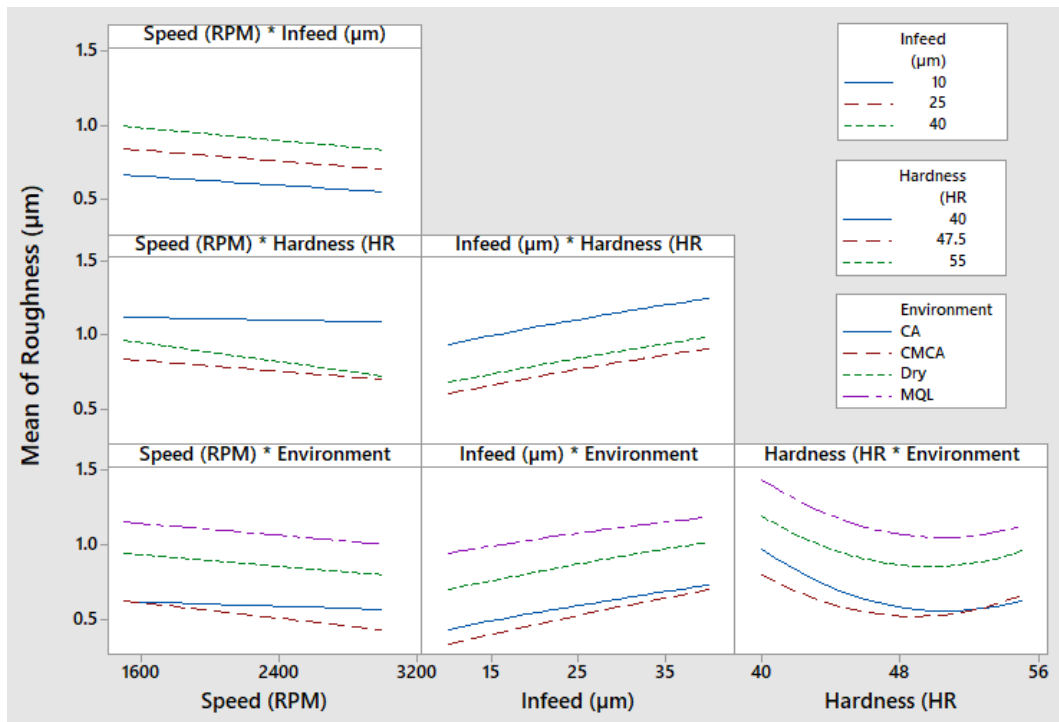 Mean of Roughness (µm)
Speed (RPM) * Infeed (µm)
1.5
1.0
0.5
Infeed
(µm)
10
25
40
Speed (RPM) * Hardness (HR
Infeed (µm) * Hardness (HR
1.5
1.0
0.5
Hardness
(HR
40
47.5
55
Environment
CA
CMCA
Dry
MQL
Speed (RPM) * Environment
Infeed (µm) * Environment
Hardness (HR * Environment
1.5
1.0
0.5
1600 2400 3200
15 25 35
40 48 56
Speed (RPM)
Infeed (µm)
Hardness (HR